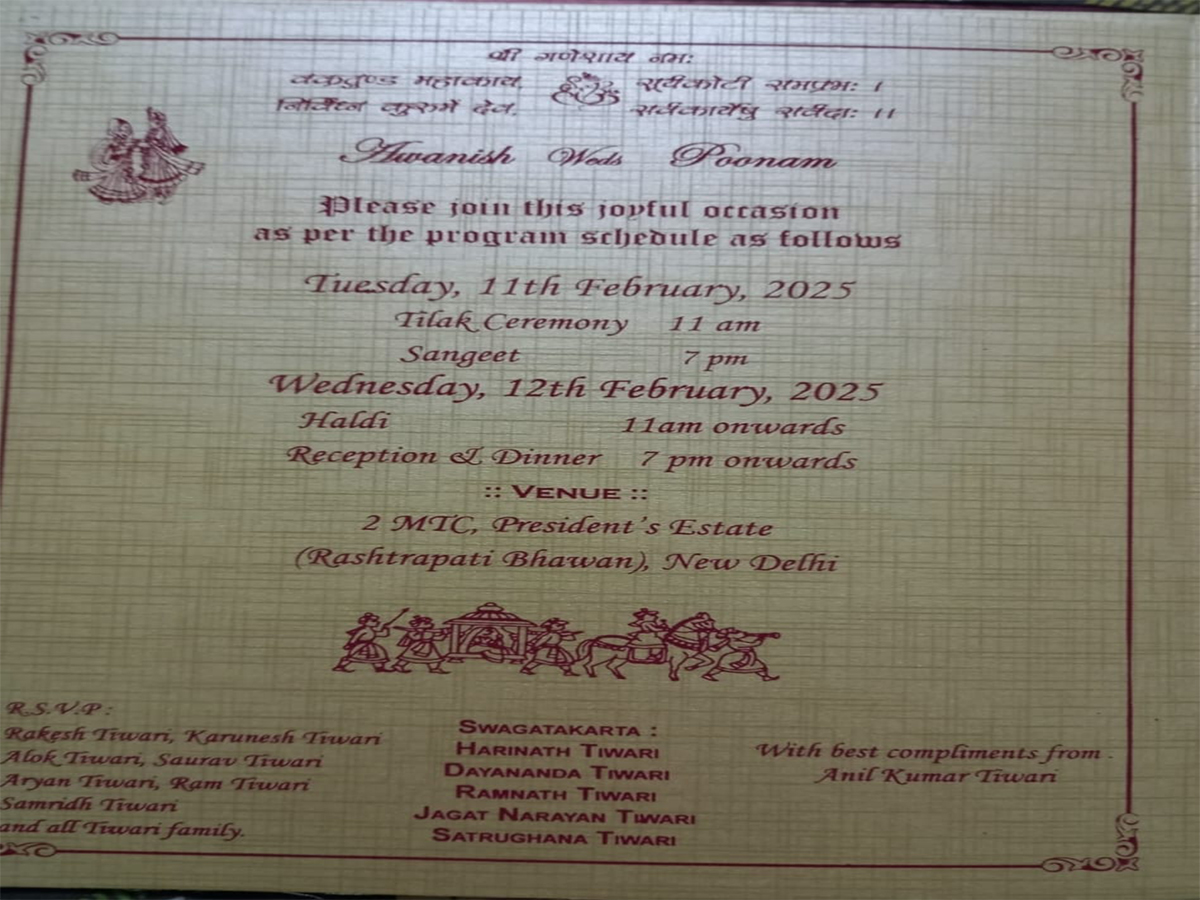 श्री गणेशाय नमः
वक्रतुण्ड महाकाय, सूर्यकोटी समप्रभः ।
निर्विघ्नं कुरुमे देव, सर्वकार्येषु सर्वदाः ।।
Awanish Weds Poonam
Please join this joyful occasion
as per the program schedule as follows
Tuesday, 11th February, 2025
Tilak Ceremony 11 am
Sangeet 7 pm
Wednesday, 12th February, 2025
Haldi 11am onwards
Reception & Dinner 7 pm onwards
:: VENUE ::
2 MTC, President's Estate
(Rashtrapati Bhawan), New Delhi
R.S.V.P :
Rakesh Tiwari, Karunesh Tiwari
Alok Tiwari, Saurav Tiwari
Aryan Tiwari, Ram Tiwari
Samridh Tiwari
and all Tiwari family.
SWAGATAKARTA :
HARINATH TIWARI
DAYANANDA TIWARI
RAMNATH TIWARI
JAGAT NARAYAN TIWARI
SATRUGHANA TIWARI
With best compliments from .
Anil Kumar Tiwari